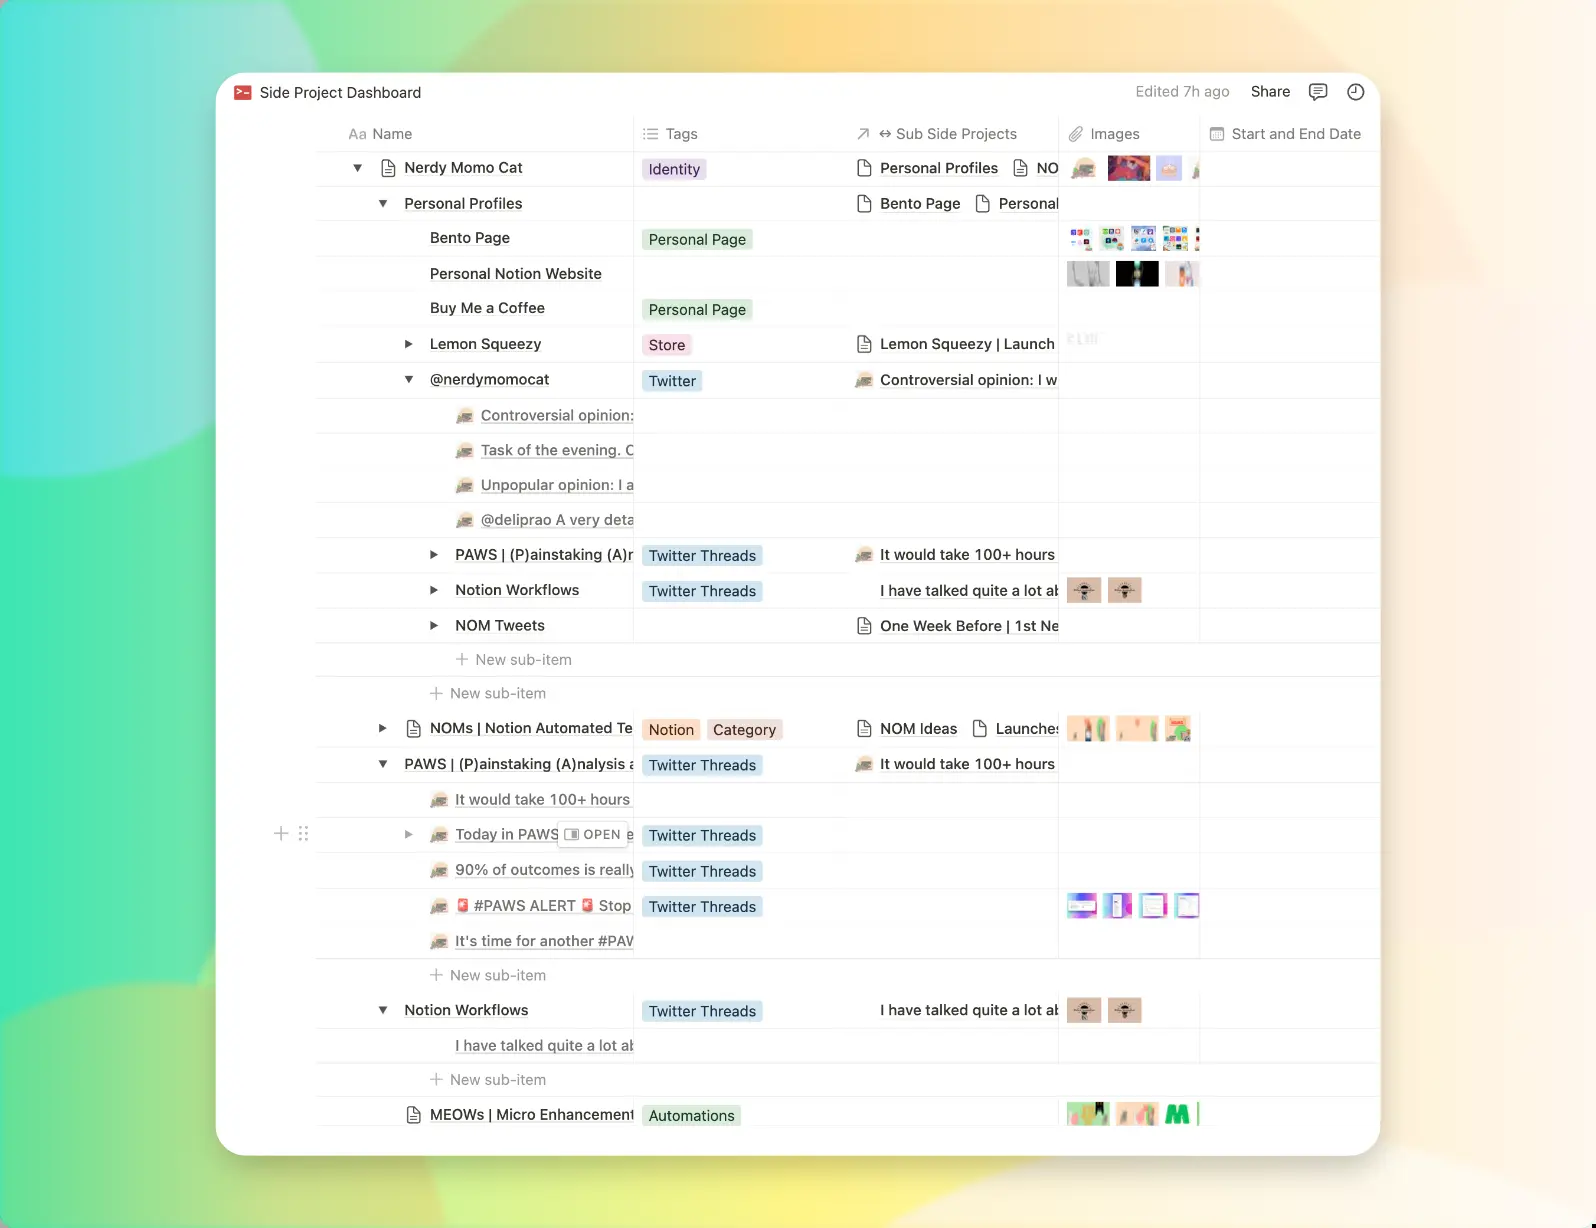 Side Project Dashboard Edited 7h ago Share
Aa Name Tags ↔ Sub Side Projects Images Start and End Date
Nerdy Momo Cat Identity Personal Profiles NO
Personal Profiles Bento Page Personal
Bento Page Personal Page
Personal Notion Website
Buy Me a Coffee Personal Page
Lemon Squeezy Store Lemon Squeezy | Launch
@nerdymomocat Twitter Controversial opinion: I w
Controversial opinion:
Task of the evening. C
Unpopular opinion: I a
@deliprao A very deta
PAWS | (P)ainstaking (A)n Twitter Threads It would take 100+ hours
Notion Workflows Twitter Threads I have talked quite a lot ab
NOM Tweets One Week Before | 1st Ne
New sub-item
New sub-item
NOMs | Notion Automated Te Notion Category NOM Ideas Launches
PAWS | (P)ainstaking (A)nalysis a Twitter Threads It would take 100+ hours
It would take 100+ hours
Today in PAWS OPEN e Twitter Threads
90% of outcomes is really Twitter Threads
🚨 #PAWS ALERT 🚨 Stop Twitter Threads
It's time for another #PAW
New sub-item
Notion Workflows Twitter Threads I have talked quite a lot ab
I have talked quite a lot ab
New sub-item
MEOWs | Micro Enhancement Automations